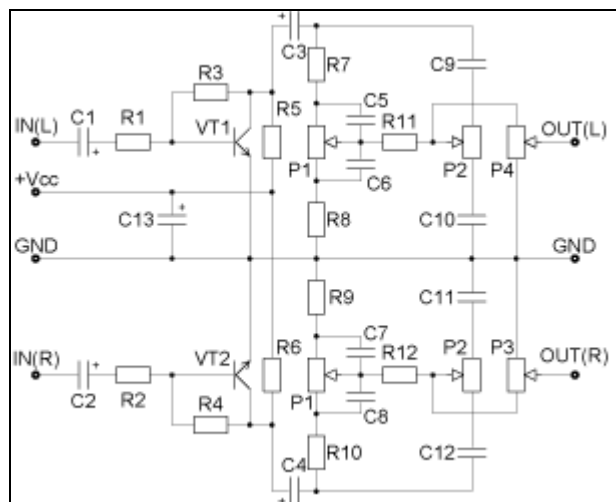 C3
R7
C9
R3
C1
R1
R5
C5
R11
IN(L)
VT1
OUT(L)
P1
P2
P4
+Vcc
C6
C13
R8
C10
GND
GND
R9
C11
C7
P2
P3
R12
IN(R)
VT2
R6
OUT(R)
P1
C2
R2
C8
R4
C4
R10
C12